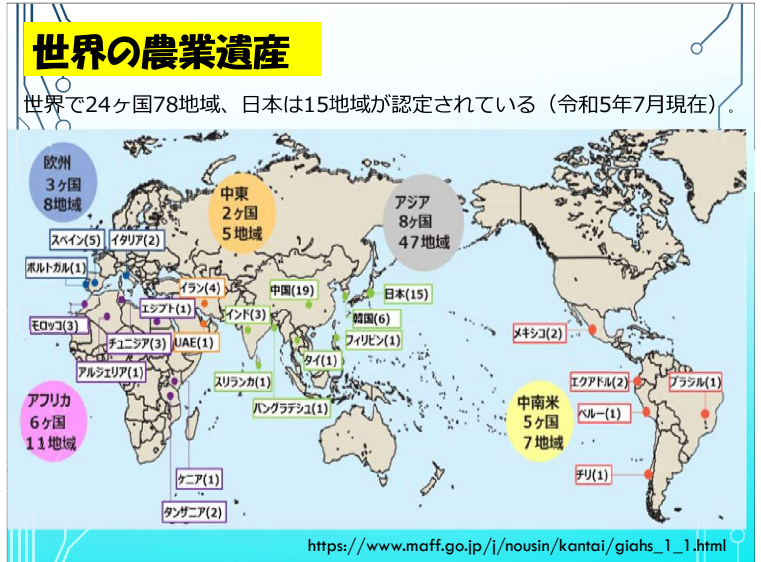 世界の農業遺産
世界で24ヶ国78地域、日本は15地域が認定されている（令和5年7月現在）。
欧州
3ヶ国
8地域
中東
2ヶ国
5地域
アジア
8ヶ国
47地域
スペイン(5)
イタリア(2)
ポルトガル(1)
イラン(4)
中国(19)
日本(15)
エジプト(1)
インド(3)
韓国(6)
モロッコ(3)
チュニジア(3)
UAE(1)
フィリピン(1)
メキシコ(2)
タイ(1)
アルジェリア(1)
スリランカ(1)
バングラデシュ(1)
エクアドル(2)
ブラジル(1)
ペルー(1)
アフリカ
6ヶ国
11地域
中南米
5ヶ国
7地域
ケニア(1)
チリ(1)
タンザニア(2)
https://www.maff.go.jp/j/nousin/kantai/giahs_1_1.html